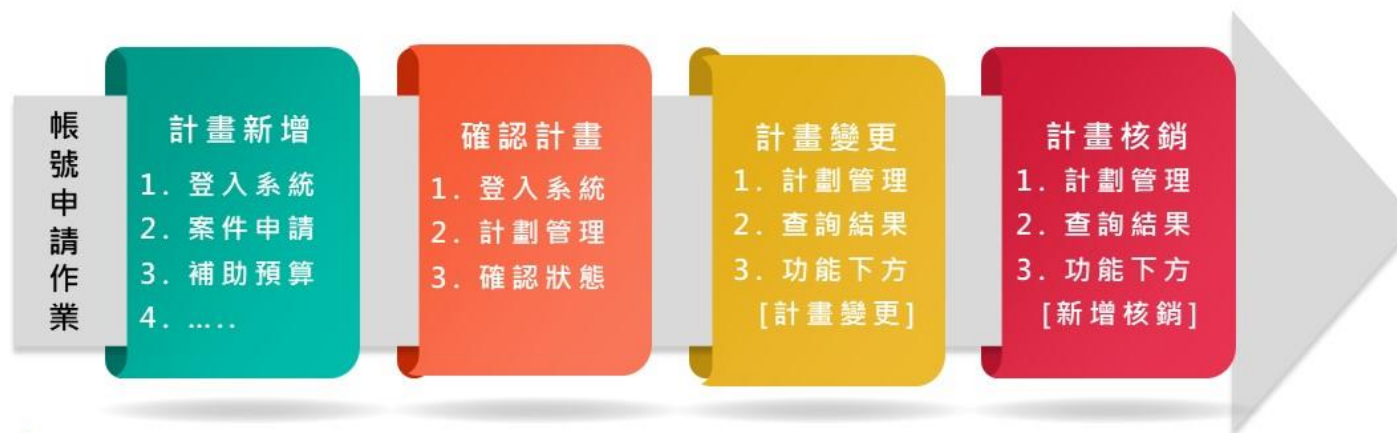 帳號申請作業
計畫新增
1. 登入系統
2. 案件申請
3. 補助預算
4. .....
確認計畫
1. 登入系統
2. 計劃管理
3. 確認狀態
計畫變更
1. 計劃管理
2. 查詢結果
3. 功能下方
[計畫變更]
計畫核銷
1. 計劃管理
2. 查詢結果
3. 功能下方
[新增核銷]